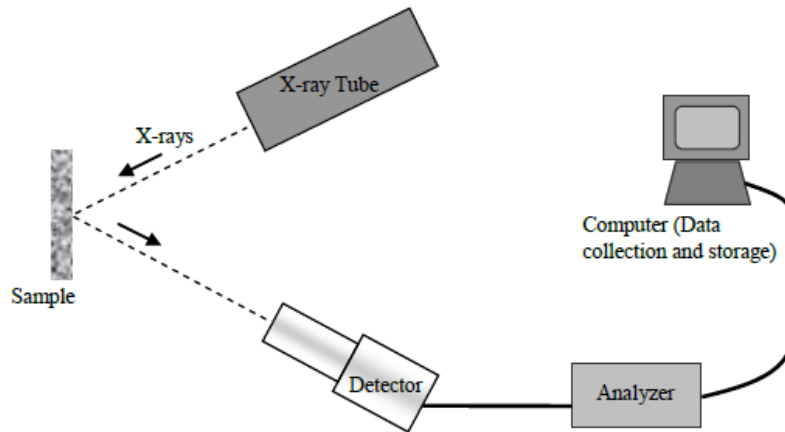 X-ray Tube
X-rays
Computer (Data
collection and storage)
Sample
Detector
Analyzer